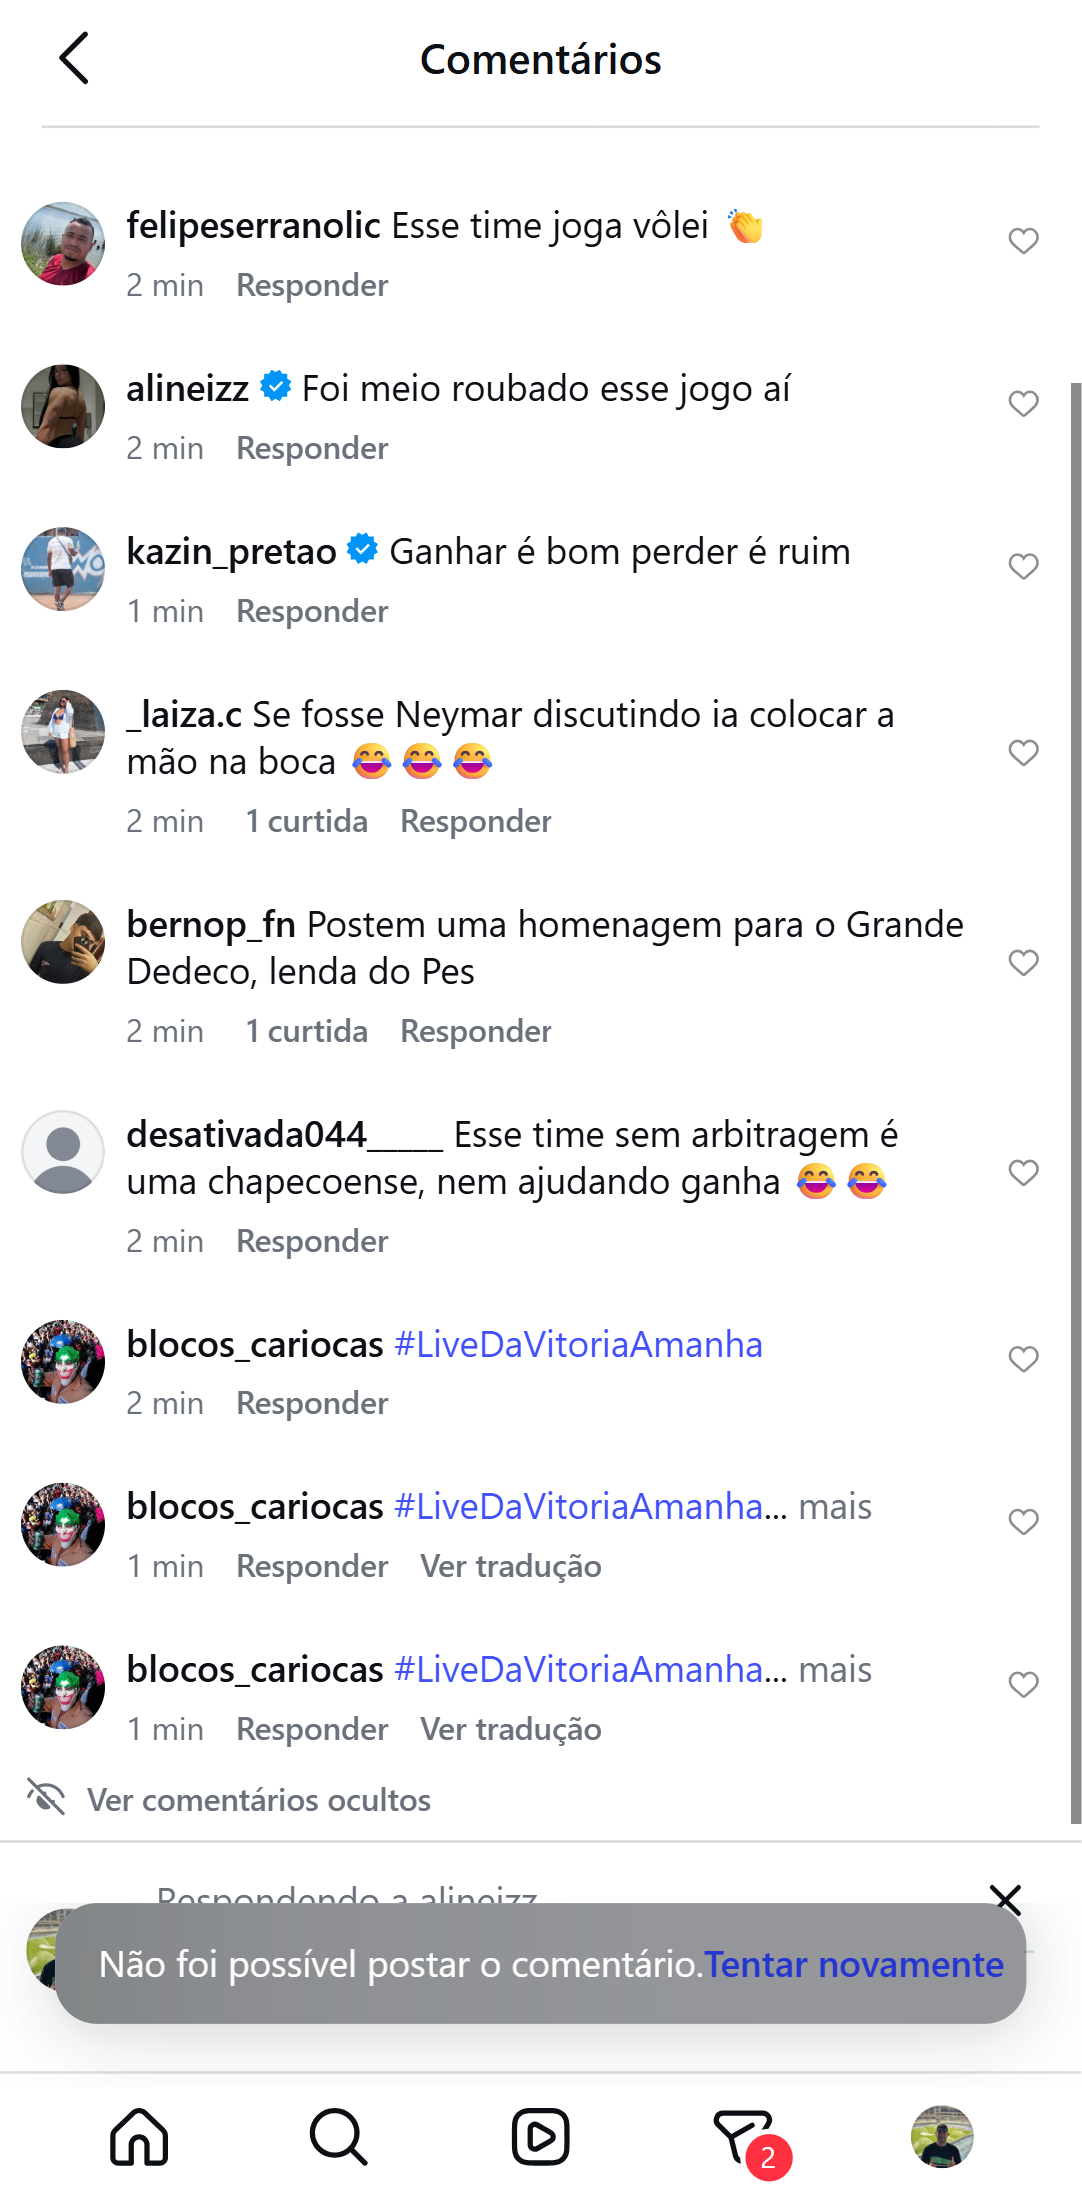 Comentários
felipeserranolic Esse time joga vôlei 👏
2 min Responder
alineizz Foi meio roubado esse jogo aí
2 min Responder
kazin_pretao Ganhar é bom perder é ruim
1 min Responder
_laiza.c Se fosse Neymar discutindo ia colocar a
mão na boca 😂😂😂
2 min 1 curtida Responder
bernop_fn Postem uma homenagem para o Grande
Dedeco, lenda do Pes
2 min 1 curtida Responder
desativada044_____ Esse time sem arbitragem é
uma chapecoense, nem ajudando ganha 😂😂
2 min Responder
blocos_cariocas #LiveDaVitoriaAmanha
2 min Responder
blocos_cariocas #LiveDaVitoriaAmanha... mais
1 min Responder Ver tradução
blocos_cariocas #LiveDaVitoriaAmanha... mais
1 min Responder Ver tradução
Ver comentários ocultos
Respondendo a alineizz
Não foi possível postar o comentário.Tentar novamente
2